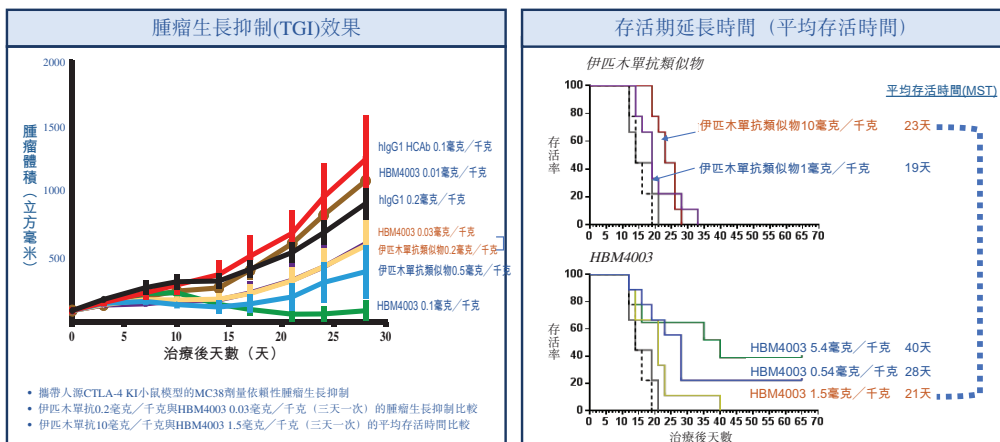 腫瘤生長抑制(TGI)效果
2000
1500
1000
500
腫瘤體積（立方毫米）
hIgG1 HCAb 0.1毫克／千克
HBM4003 0.01毫克／千克
hIgG1 0.2毫克／千克
HBM4003 0.03毫克／千克
伊匹木單抗類似物0.2毫克／千克
伊匹木單抗類似物0.5毫克／千克
HBM4003 0.1毫克／千克
0 5 10 15 20 25 30
治療後天數（天）
• 攜帶人源CTLA-4 KI小鼠模型的MC38劑量依賴性腫瘤生長抑制
• 伊匹木單抗0.2毫克／千克與HBM4003 0.03毫克／千克（三天一次）的腫瘤生長抑制比較
• 伊匹木單抗10毫克／千克與HBM4003 1.5毫克／千克（三天一次）的平均存活時間比較
存活期延長時間（平均存活時間）
伊匹木單抗類似物
平均存活時間(MST)
100
80
60
40
20
0
存活率
伊匹木單抗類似物10毫克／千克 23天
伊匹木單抗類似物1毫克／千克 19天
0 5 10 15 20 25 30 35 40 45 50 55 60 65 70
HBM4003
100
80
60
40
20
0
存活率
HBM4003 5.4毫克／千克 40天
HBM4003 0.54毫克／千克 28天
HBM4003 1.5毫克／千克 21天
0 5 10 15 20 25 30 35 40 45 50 55 60 65 70
治療後天數